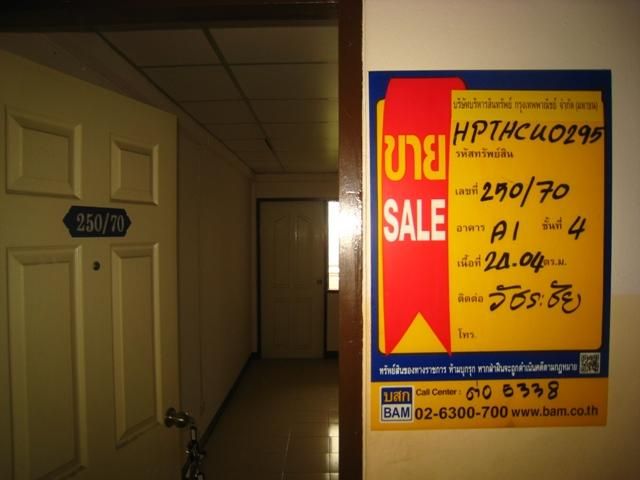 250/70
บริษัทบริหารสินทรัพย์ กรุงเทพพาณิชย์ จำกัด (มหาชน)
HPTHCU0295
รหัสทรัพย์สิน
ขาย
SALE
เลขที่ 250/70
อาคาร A1 ชั้นที่ 4
เนื้อที่ 24.04 ตร.ม.
ติดต่อ วัชระชัย
โทร.
ทรัพย์สินของทางราชการ ห้ามบุกรุก หากฝ่าฝืนจะถูกดำเนินคดีตามกฎหมาย
บสก
BAM
Call Center : ต่อ 5338
02-6300-700 www.bam.co.th